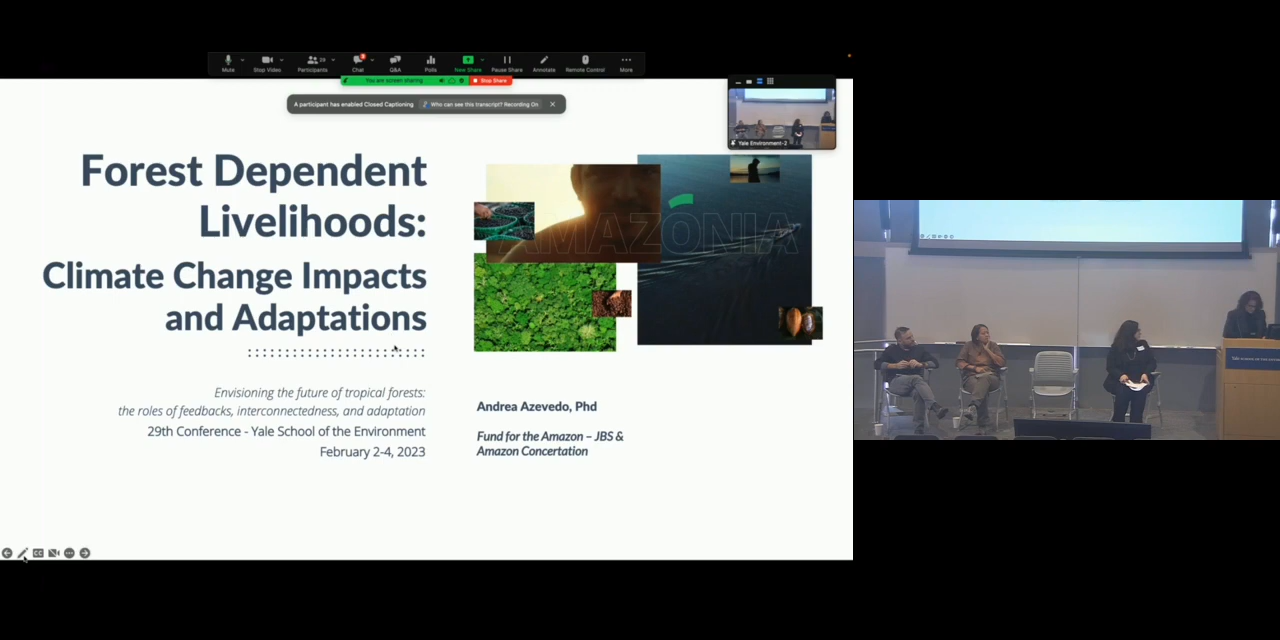 Mute
Stop Video
Participants
29
Chat
Q&A
Polls
New Share
Pause Share
Annotate
Remote Control
More
You are screen sharing
Stop Share
A participant has enabled Closed Captioning
Who can see this transcript? Recording On
Yale Environment-2
Forest Dependent
Livelihoods:
Climate Change Impacts
and Adaptations
AMAZÔNIA
Envisioning the future of tropical forests:
the roles of feedbacks, interconnectedness, and adaptation
29th Conference - Yale School of the Environment
February 2-4, 2023
Andrea Azevedo, Phd
Fund for the Amazon – JBS &
Amazon Concertation
CC